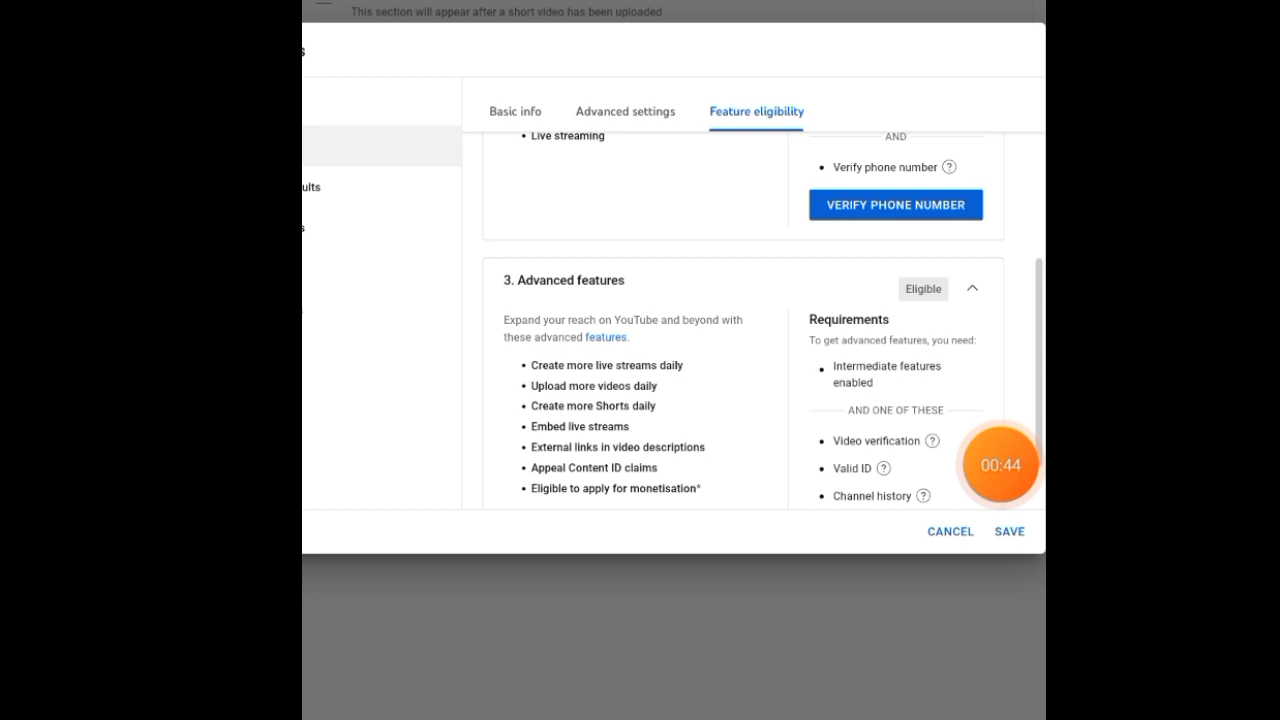 This section will appear after a short video has been uploaded
s
Basic info Advanced settings Feature eligibility
ults
s
Live streaming
AND
Verify phone number ?
VERIFY PHONE NUMBER
3. Advanced features
Eligible
Expand your reach on YouTube and beyond with
these advanced features.
Create more live streams daily
Upload more videos daily
Create more Shorts daily
Embed live streams
External links in video descriptions
Appeal Content ID claims
Eligible to apply for monetisation*
Requirements
To get advanced features, you need:
Intermediate features
enabled
AND ONE OF THESE
Video verification ?
Valid ID ?
Channel history ?
00:44
CANCEL SAVE